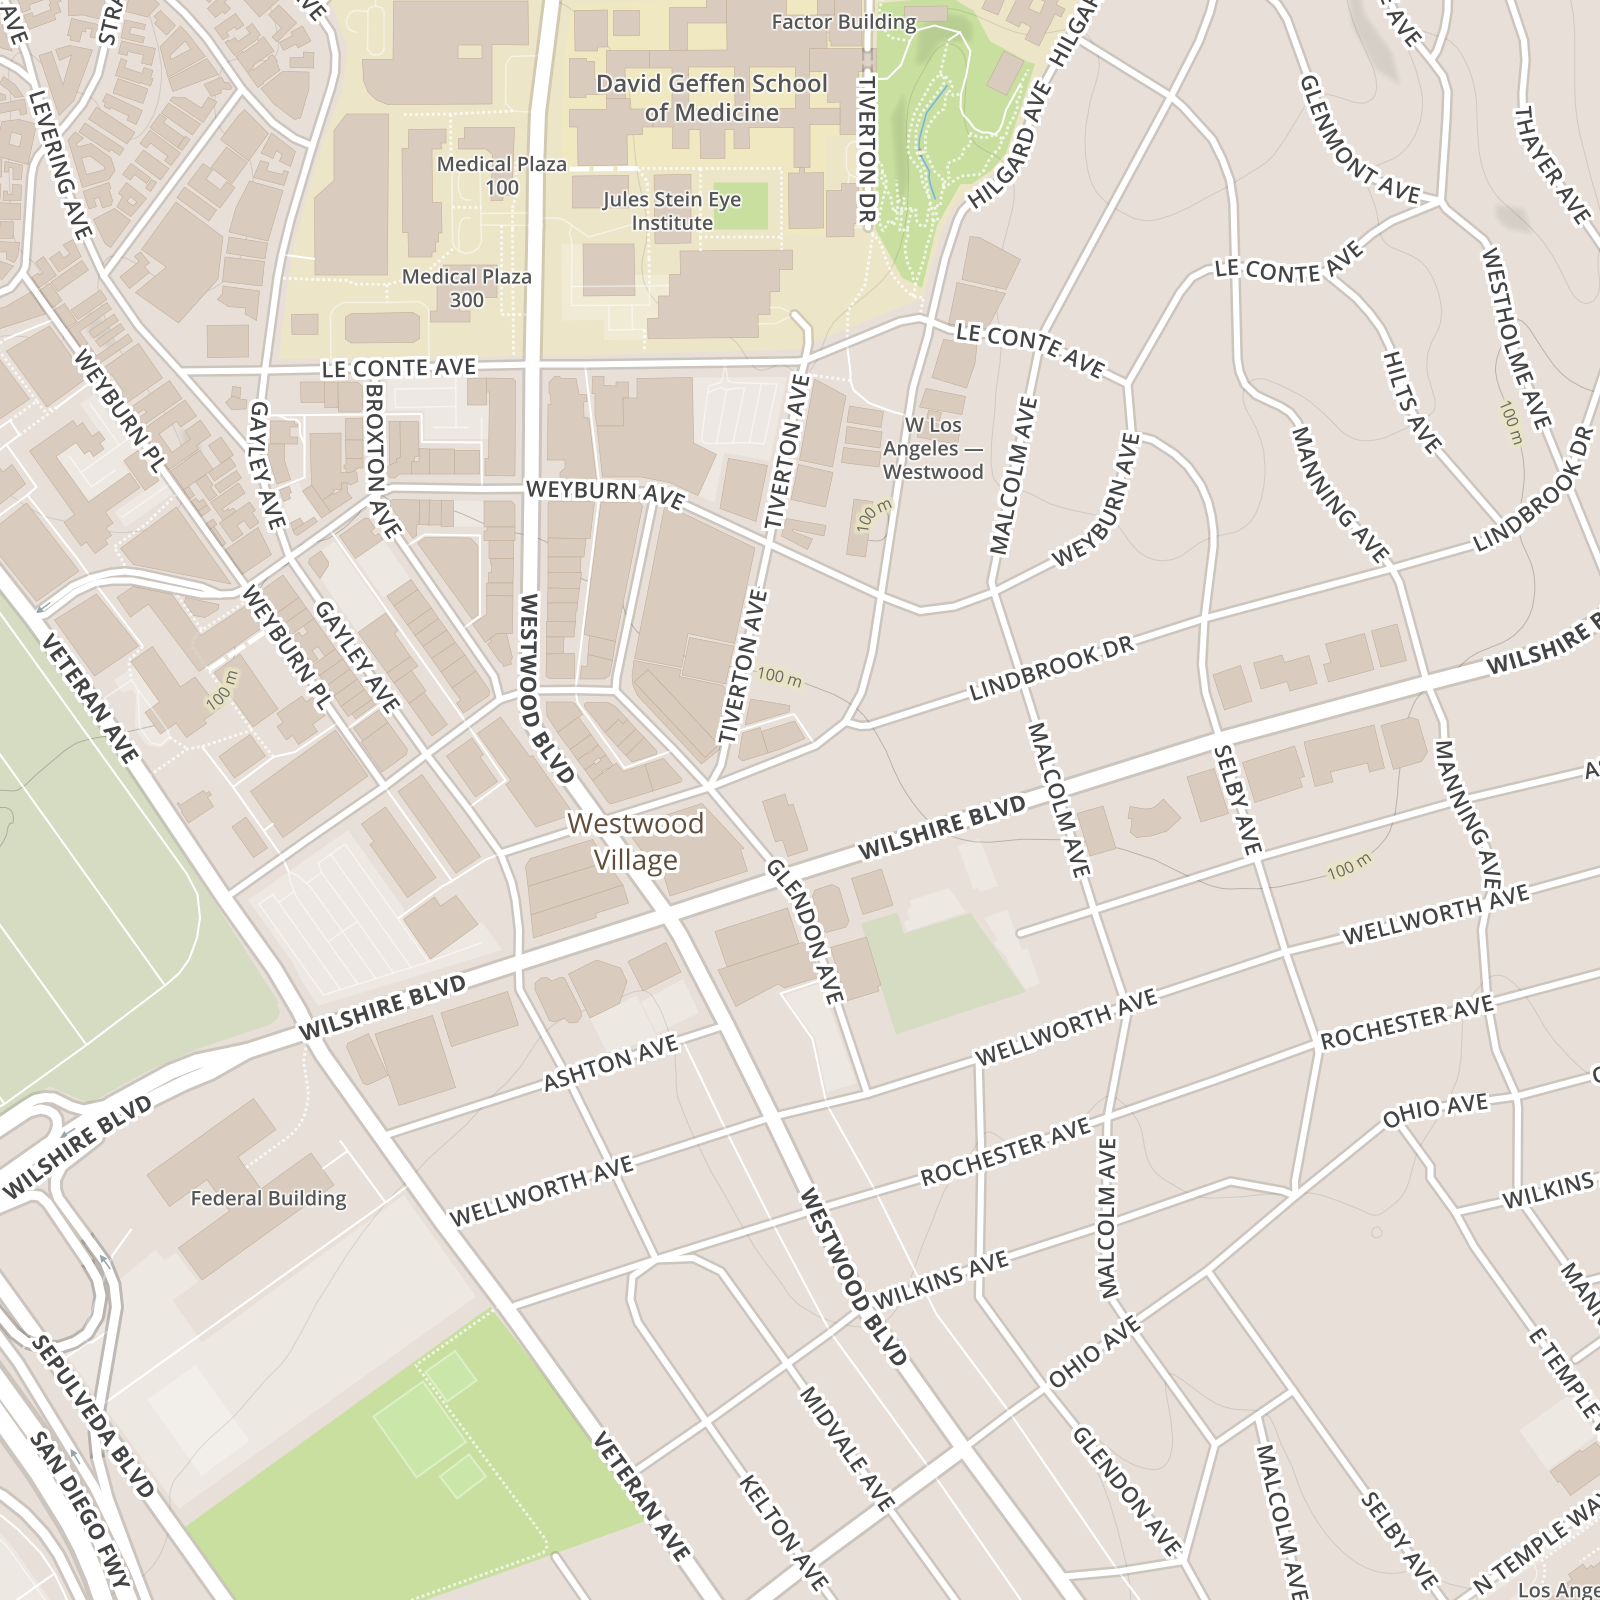 Factor Building
David Geffen School
of Medicine
TIVERTON DR
HILGARD AVE
GLENMONT AVE
THAYER AVE
LEVERING AVE
Medical Plaza
100
Jules Stein Eye
Institute
HILGARD AVE
Medical Plaza
300
LE CONTE AVE
WESTHOLME AVE
LE CONTE AVE
LE CONTE AVE
WEYBURN PL
GAYLEY AVE
BROXTON AVE
TIVERTON AVE
W Los
Angeles —
Westwood
MALCOLM AVE
WEYBURN AVE
HILTS AVE
100 m
MANNING AVE
LINDBROOK DR
WEYBURN AVE
100 m
WEYBURN PL
GAYLEY AVE
WESTWOOD BLVD
TIVERTON AVE
VETERAN AVE
100 m
100 m
LINDBROOK DR
WILSHIRE
MALCOLM AVE
SELBY AVE
MANNING AVE
Westwood
Village
WILSHIRE BLVD
GLENDON AVE
100 m
WELLWORTH AVE
WILSHIRE BLVD
WELLWORTH AVE
ROCHESTER AVE
ASHTON AVE
WILSHIRE BLVD
OHIO AVE
WELLWORTH AVE
ROCHESTER AVE
MALCOLM AVE
Federal Building
WESTWOOD BLVD
WILKINS
WILKINS AVE
OHIO AVE
SEPULVEDA BLVD
E TEMPLE
MIDVALE AVE
SAN DIEGO FWY
VETERAN AVE
KELTON AVE
GLENDON AVE
MALCOLM AVE
SELBY AVE
N TEMPLE WAY
Los Ange